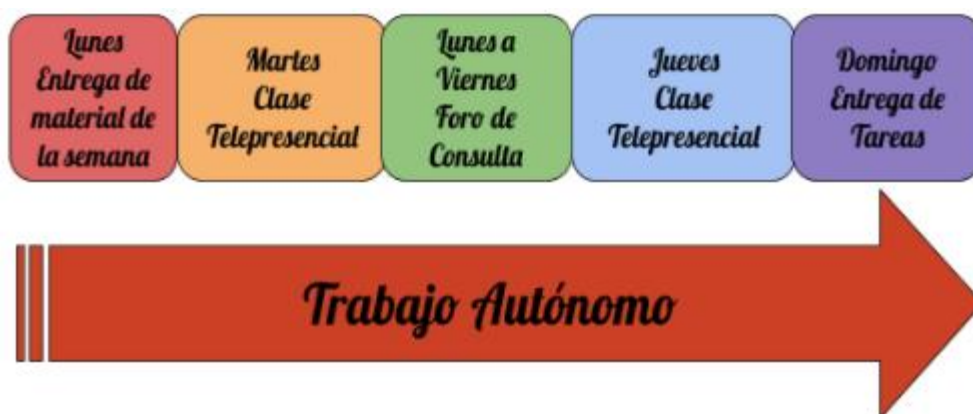 Lunes
Entrega de
material de
la semana
Martes
Clase
Telepresencial
Lunes a
Viernes
Foro de
Consulta
Jueves
Clase
Telepresencial
Domingo
Entrega de
Tareas
Trabajo Autónomo